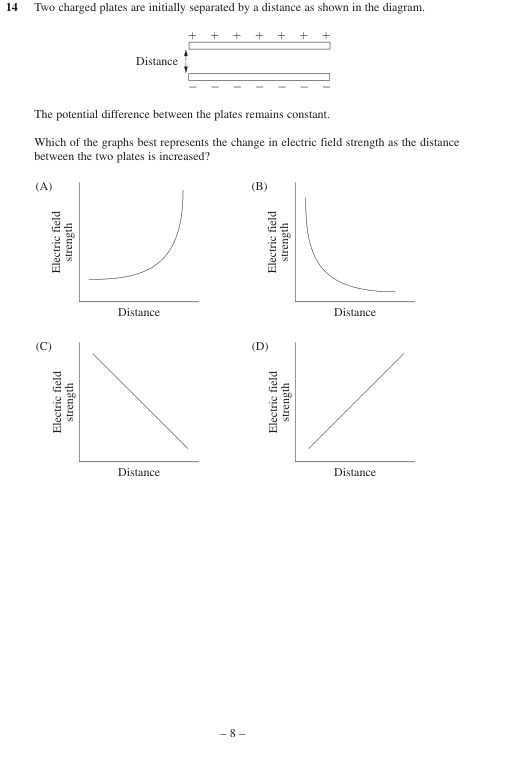 14 Two charged plates are initially separated by a distance as shown in the diagram.
+ + + + + + +
Distance
– – – – – – –
The potential difference between the plates remains constant.
Which of the graphs best represents the change in electric field strength as the distance
between the two plates is increased?
(A)
Electric field
strength
Distance
(B)
Electric field
strength
Distance
(C)
Electric field
strength
Distance
(D)
Electric field
strength
Distance
– 8 –